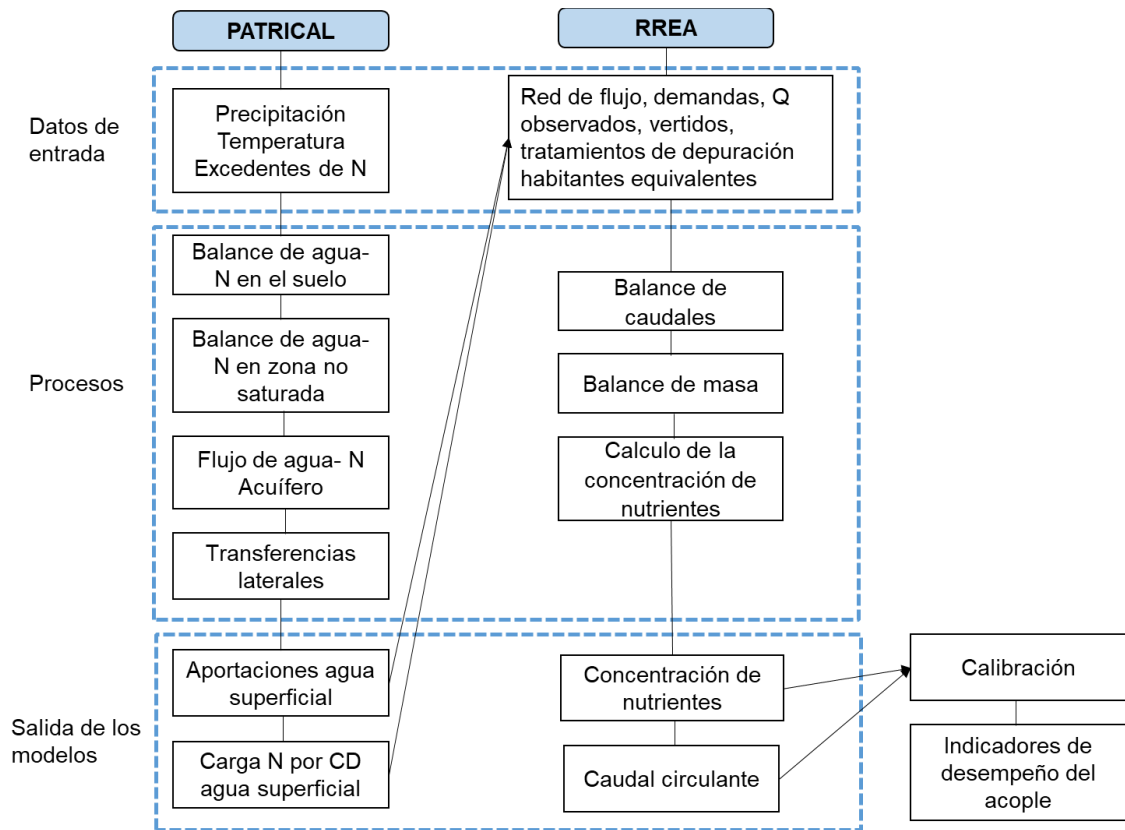 PATRICAL
RREA
Datos de
entrada
Precipitación
Temperatura
Excedentes de N
Red de flujo, demandas, Q
observados, vertidos,
tratamientos de depuración
habitantes equivalentes
Procesos
Balance de agua-
N en el suelo
Balance de agua-
N en zona no
saturada
Flujo de agua- N
Acuífero
Transferencias
laterales
Balance de
caudales
Balance de masa
Calculo de la
concentración de
nutrientes
Salida de los
modelos
Aportaciones agua
superficial
Carga N por CD
agua superficial
Concentración de
nutrientes
Caudal circulante
Calibración
Indicadores de
desempeño del
acople